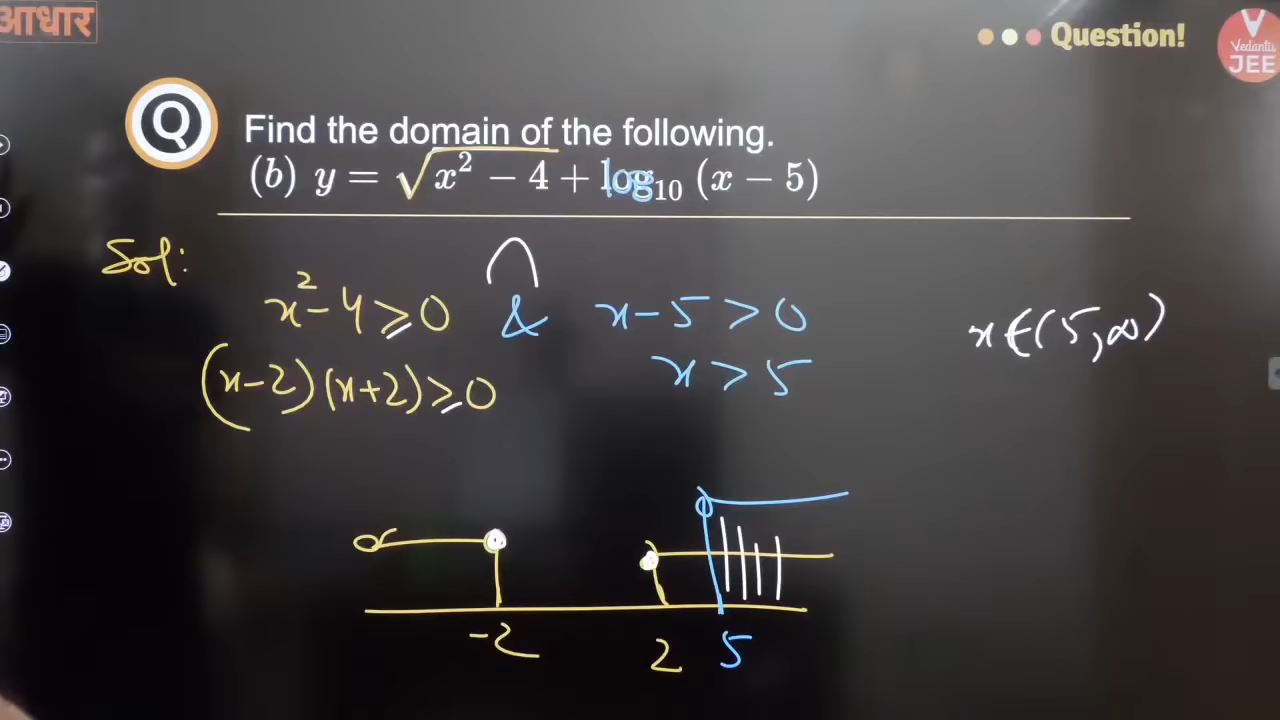 आधार
Question!
Vedantu
JEE
Q
Find the domain of the following.
(b) y = √(x² − 4) + log₁₀ (x − 5)
Sol:
x² - 4 ≥ 0 & x - 5 > 0
x ∈ (5, ∞)
(x-2)(x+2) ≥ 0 x > 5
-2 2 5